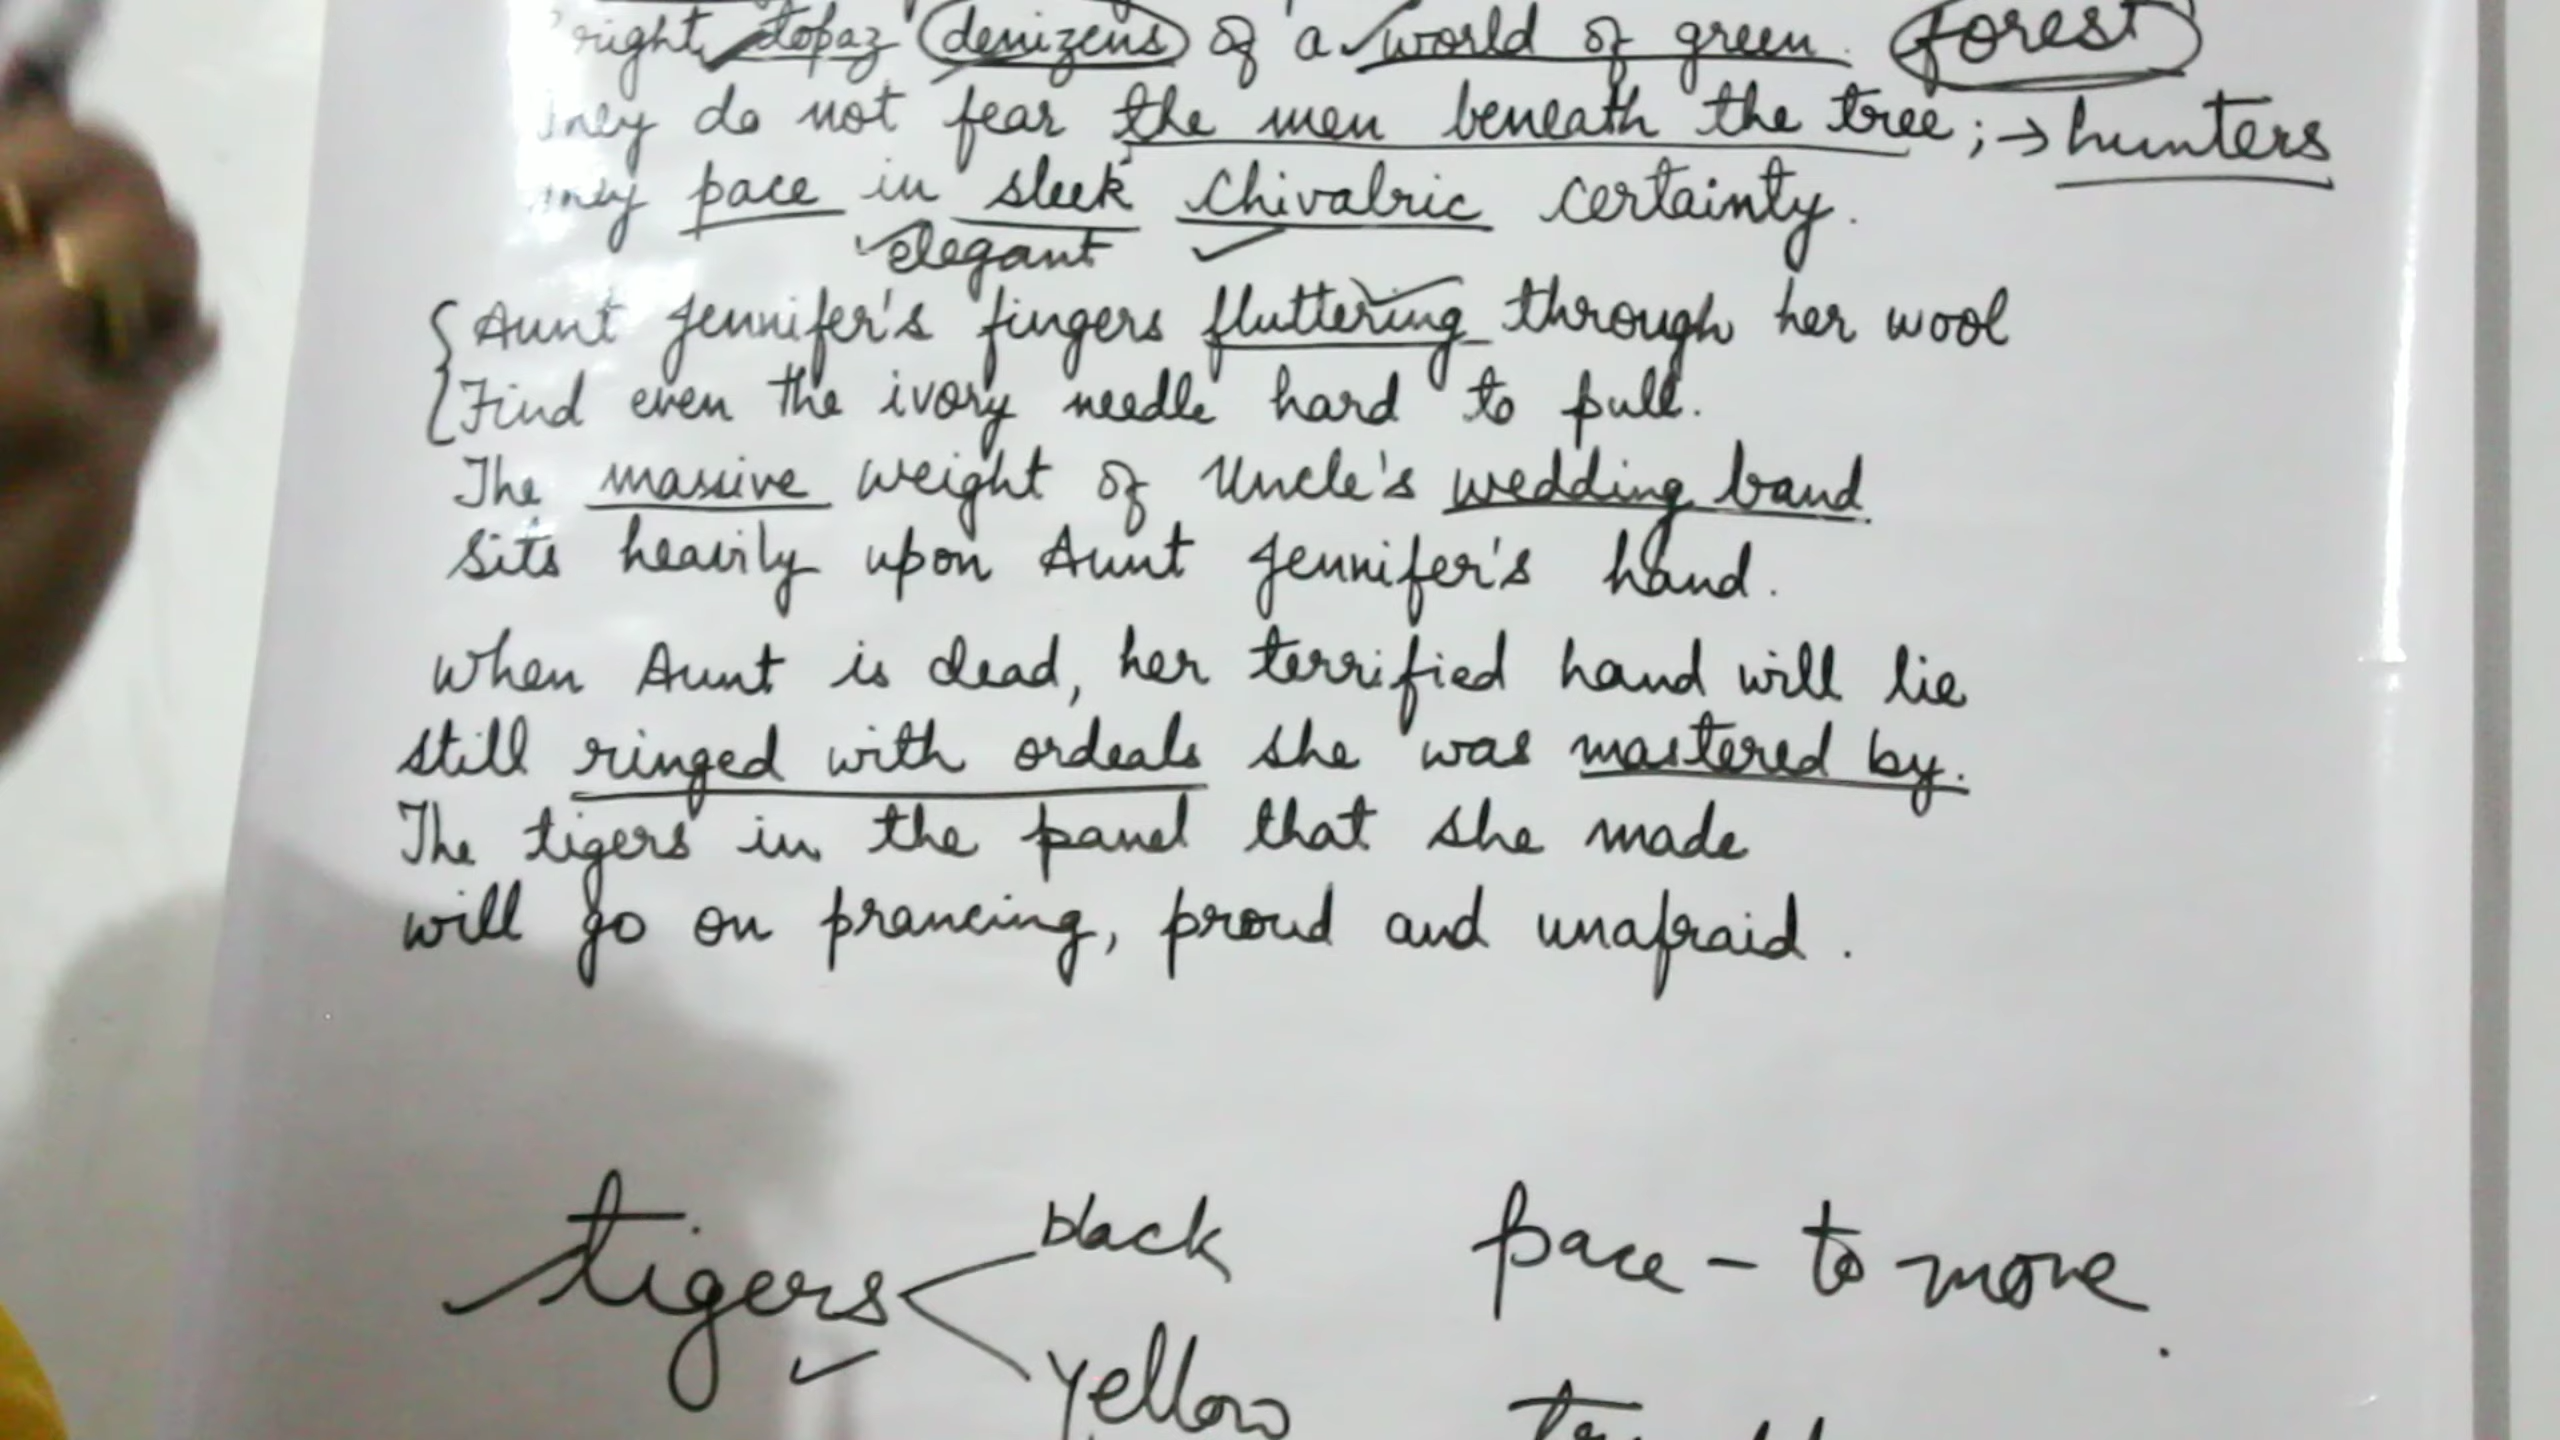 right topaz denizens of a world of green. forest
They do not fear the men beneath the tree; → hunters
They pace in sleek chivalric certainty.
elegant
Aunt Jennifer's fingers fluttering through her wool
Find even the ivory needle hard to pull.
The massive weight of Uncle's wedding band
Sits heavily upon Aunt Jennifer's hand.
When Aunt is dead, her terrified hand will lie
still ringed with ordeals she was mastered by.
The tigers in the panel that she made
will go on prancing, proud and unafraid.
tigers black pace - to move
yellow